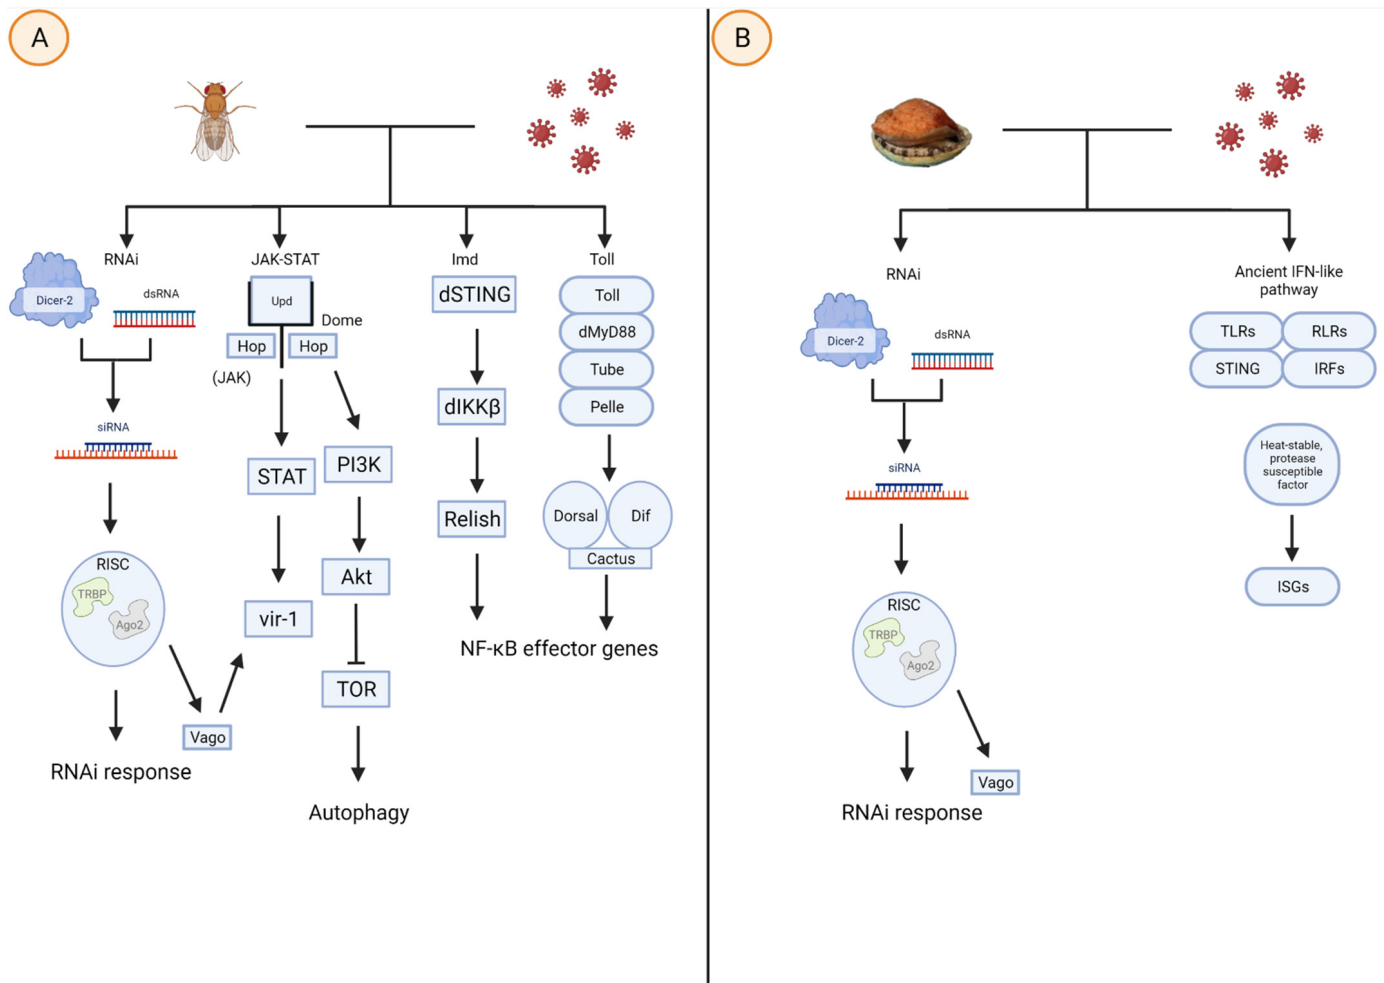 A
RNAi
JAK-STAT
Imd
Toll
Dicer-2
dsRNA
Upd
Dome
Hop
Hop
(JAK)
dSTING
Toll
dMyD88
Tube
Pelle
dIKKβ
siRNA
STAT
PI3K
Relish
Dorsal
Dif
Cactus
RISC
TRBP
Ago2
Akt
vir-1
NF-κB effector genes
TOR
Vago
RNAi response
Autophagy
B
RNAi
Ancient IFN-like
pathway
Dicer-2
dsRNA
TLRs
RLRs
STING
IRFs
siRNA
Heat-stable,
protease
susceptible
factor
ISGs
RISC
TRBP
Ago2
Vago
RNAi response